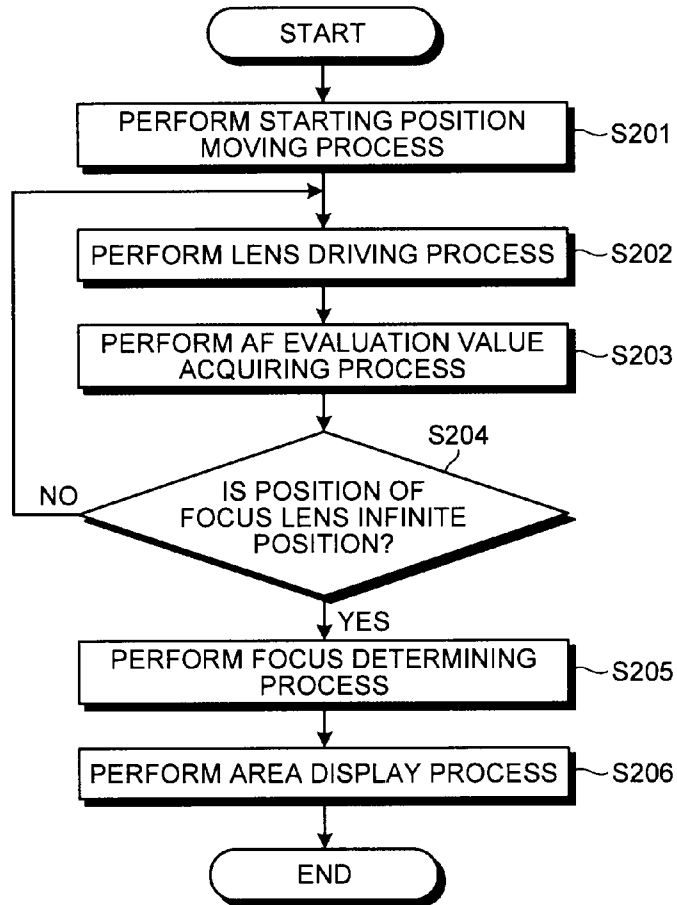 START
PERFORM STARTING POSITION
MOVING PROCESS
S201
PERFORM LENS DRIVING PROCESS
S202
PERFORM AF EVALUATION VALUE
ACQUIRING PROCESS
S203
S204
NO
IS POSITION OF
FOCUS LENS INFINITE
POSITION?
YES
PERFORM FOCUS DETERMINING
PROCESS
S205
PERFORM AREA DISPLAY PROCESS
S206
END